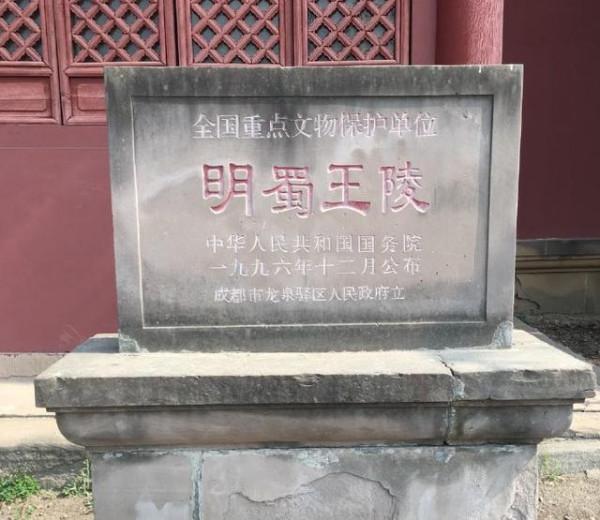 全国重点文物保护单位
明蜀王陵
中华人民共和国国务院
一九九六年十二月公布
成都市龙泉驿区人民政府立